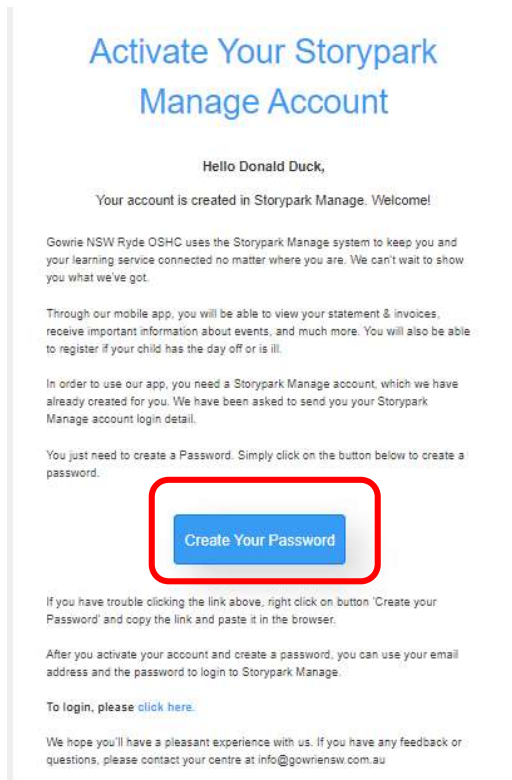 Activate Your Storypark
Manage Account
Hello Donald Duck,
Your account is created in Storypark Manage. Welcome!
Gowrie NSW Ryde OSHC uses the Storypark Manage system to keep you and
your learning service connected no matter where you are. We can't wait to show
you what we've got.
Through our mobile app, you will be able to view your statement & invoices,
receive important information about events, and much more. You will also be able
to register if your child has the day off or is ill.
In order to use our app, you need a Storypark Manage account, which we have
already created for you. We have been asked to send you your Storypark
Manage account login detail.
You just need to create a Password. Simply click on the button below to create a
password.
Create Your Password
If you have trouble clicking the link above, right click on button 'Create your
Password' and copy the link and paste it in the browser.
After you activate your account and create a password, you can use your email
address and the password to login to Storypark Manage.
To login, please click here.
We hope you'll have a pleasant experience with us. If you have any feedback or
questions, please contact your centre at info@gowriensw.com.au